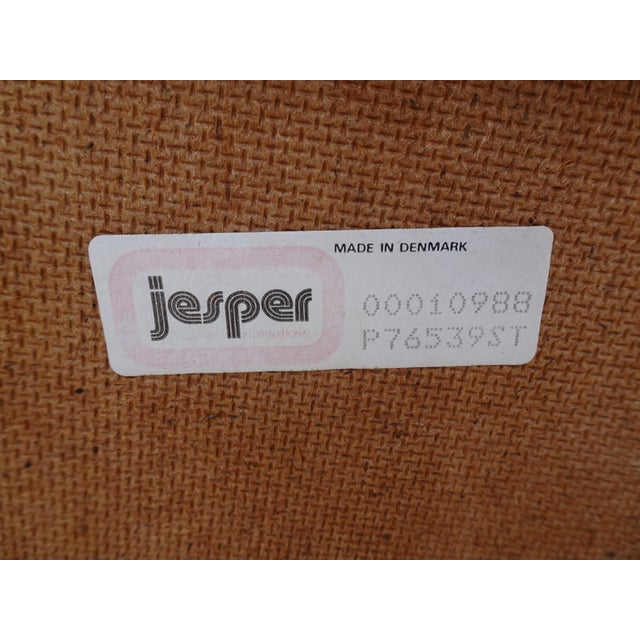 MADE IN DENMARK
jesper
INTERNATIONAL
00010988
P76539ST